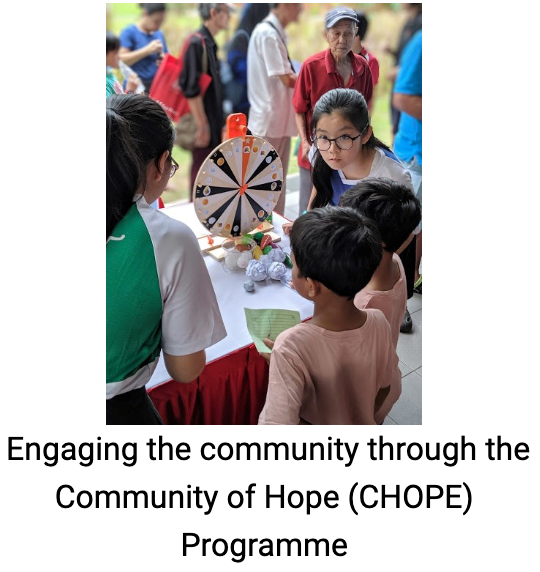 Engaging the community through the
Community of Hope (CHOPE)
Programme